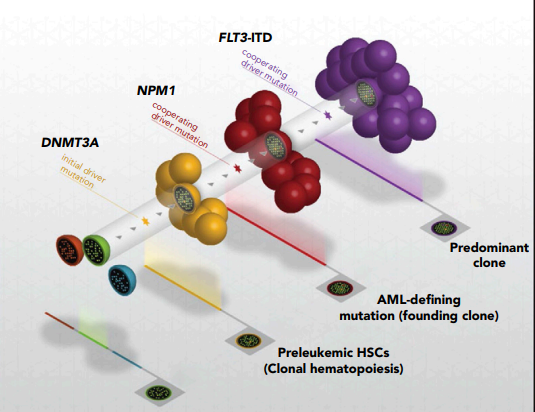 FLT3-ITD
cooperating
driver mutation
NPM1
cooperating
driver mutation
DNMT3A
initial driver
mutation
Predominant
clone
AML-defining
mutation (founding clone)
Preleukemic HSCs
(Clonal hematopoiesis)